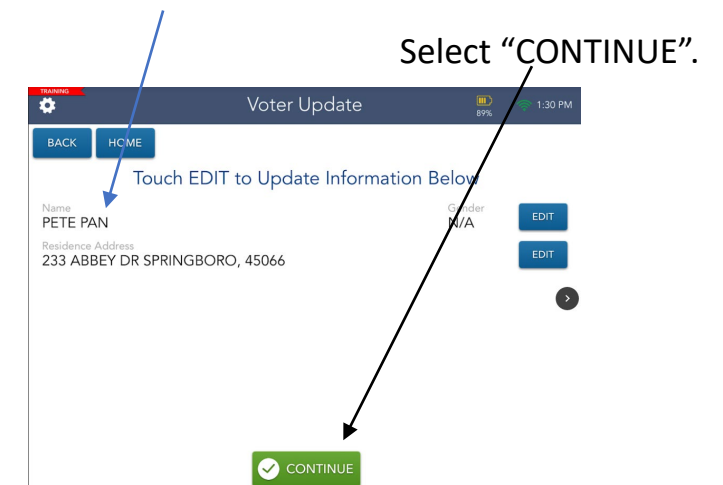 Select “CONTINUE”.
TRAINING
Voter Update
89%
1:30 PM
BACK
HOME
Touch EDIT to Update Information Below
Name
PETE PAN
Gender
N/A
EDIT
Residence Address
233 ABBEY DR SPRINGBORO, 45066
EDIT
CONTINUE